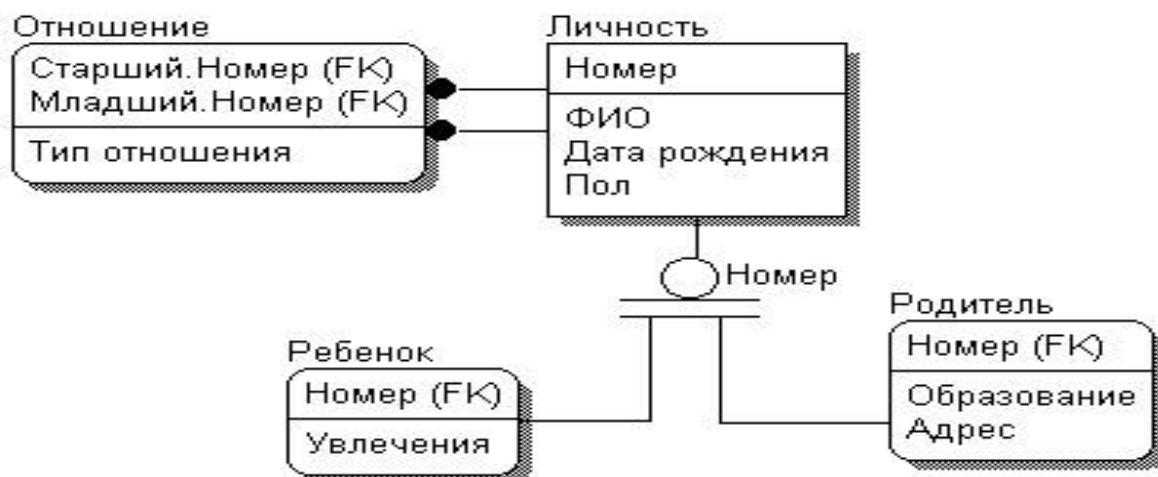 Отношение
Старший.Номер (FK)
Младший.Номер (FK)
Тип отношения
Личность
Номер
ФИО
Дата рождения
Пол
Номер
Ребенок
Номер (FK)
Увлечения
Родитель
Номер (FK)
Образование
Адрес